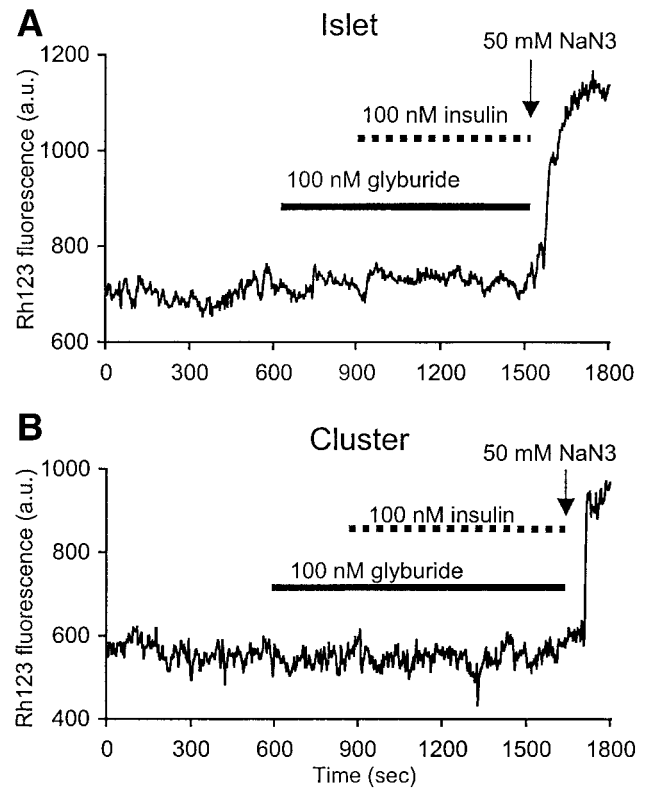 A
Islet
50 mM NaN3
1200
100 nM insulin
1000
100 nM glyburide
800
600
Rh123 fluorescence (a.u.)
0 300 600 900 1200 1500 1800
B
Cluster
50 mM NaN3
1000
100 nM insulin
800
100 nM glyburide
600
400
Rh123 fluorescence (a.u.)
0 300 600 900 1200 1500 1800
Time (sec)